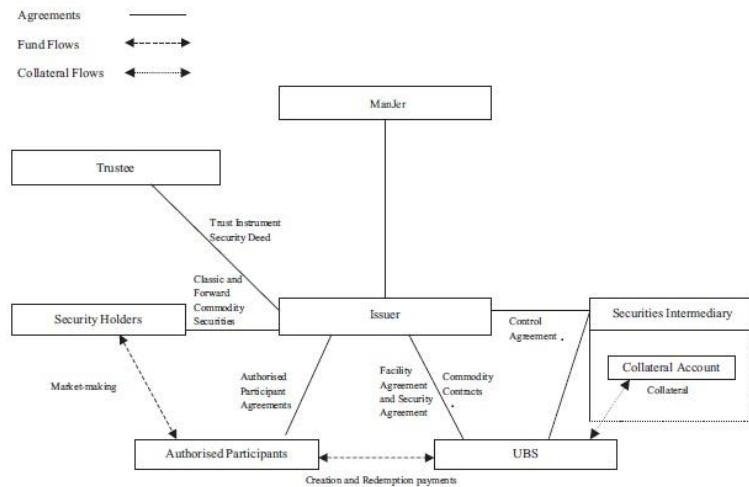 Agreements
Fund Flows
Collateral Flows
ManJer
Trustee
Trust Instrument
Security Deed
Classic and
Forward
Commodity
Securities
Security Holders
Issuer
Control
Agreement
Securities Intermediary
Collateral Account
Collateral
Market-making
Authorised
Participant
Agreements
Facility
Agreement
and Security
Agreement
Commodity
Contracts
Authorised Participants
UBS
Creation and Redemption payments